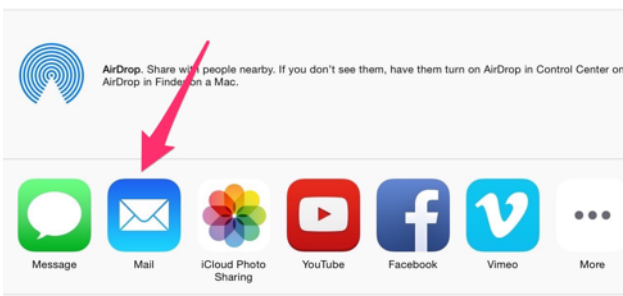 AirDrop. Share with people nearby. If you don't see them, have them turn on AirDrop in Control Center on
AirDrop in Finder on a Mac.
Message
Mail
iCloud Photo
Sharing
YouTube
Facebook
Vimeo
More